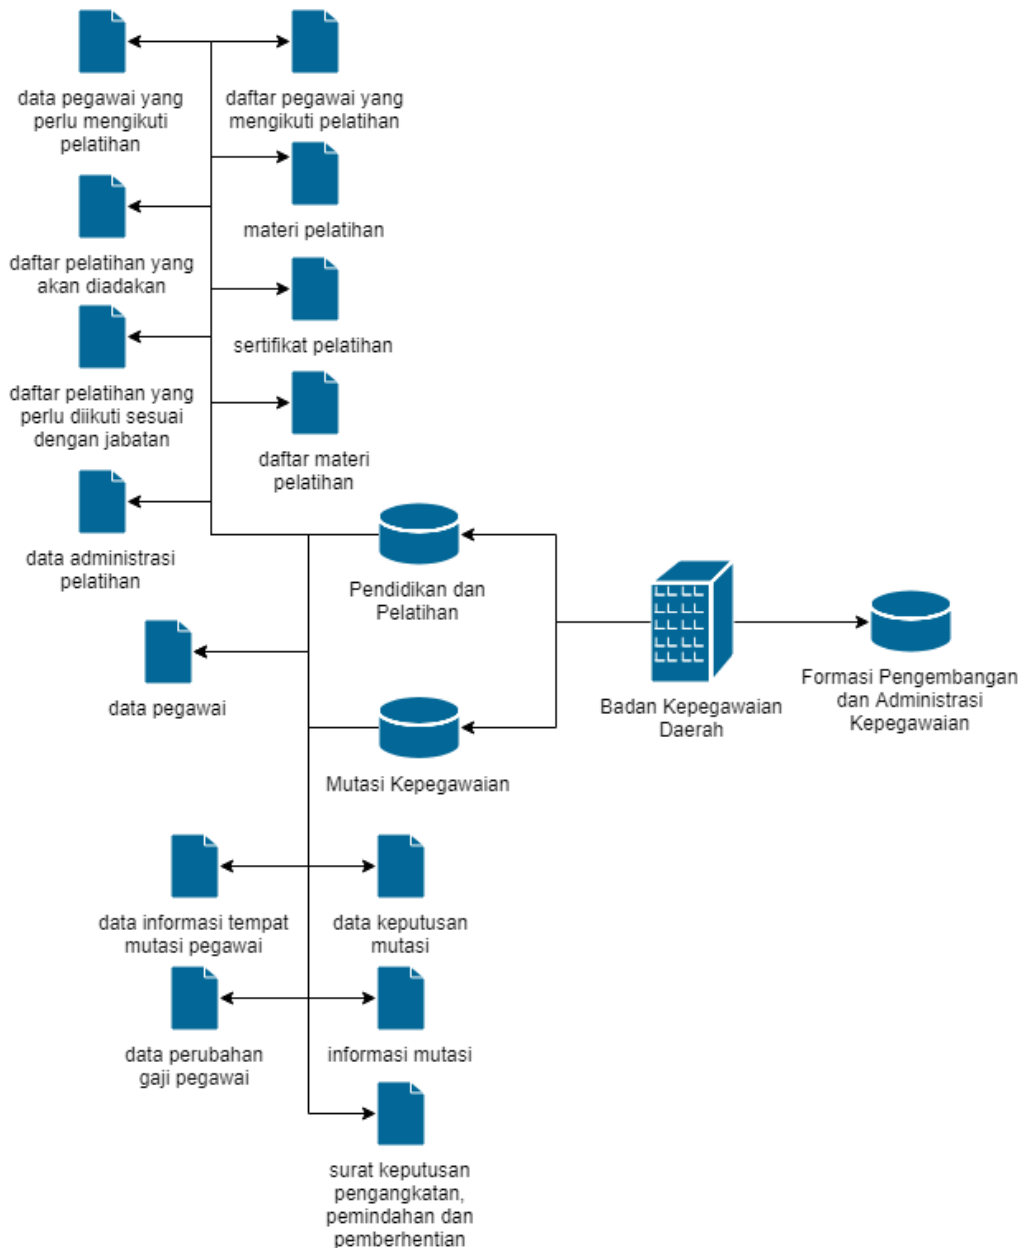 data pegawai yang
perlu mengikuti
pelatihan
daftar pegawai yang
mengikuti pelatihan
materi pelatihan
daftar pelatihan yang
akan diadakan
sertifikat pelatihan
daftar pelatihan yang
perlu diikuti sesuai
dengan jabatan
daftar materi
pelatihan
data administrasi
pelatihan
Pendidikan dan
Pelatihan
data pegawai
Badan Kepegawaian
Daerah
Formasi Pengembangan
dan Administrasi
Kepegawaian
Mutasi Kepegawaian
data informasi tempat
mutasi pegawai
data keputusan
mutasi
data perubahan
gaji pegawai
informasi mutasi
surat keputusan
pengangkatan,
pemindahan dan
pemberhentian